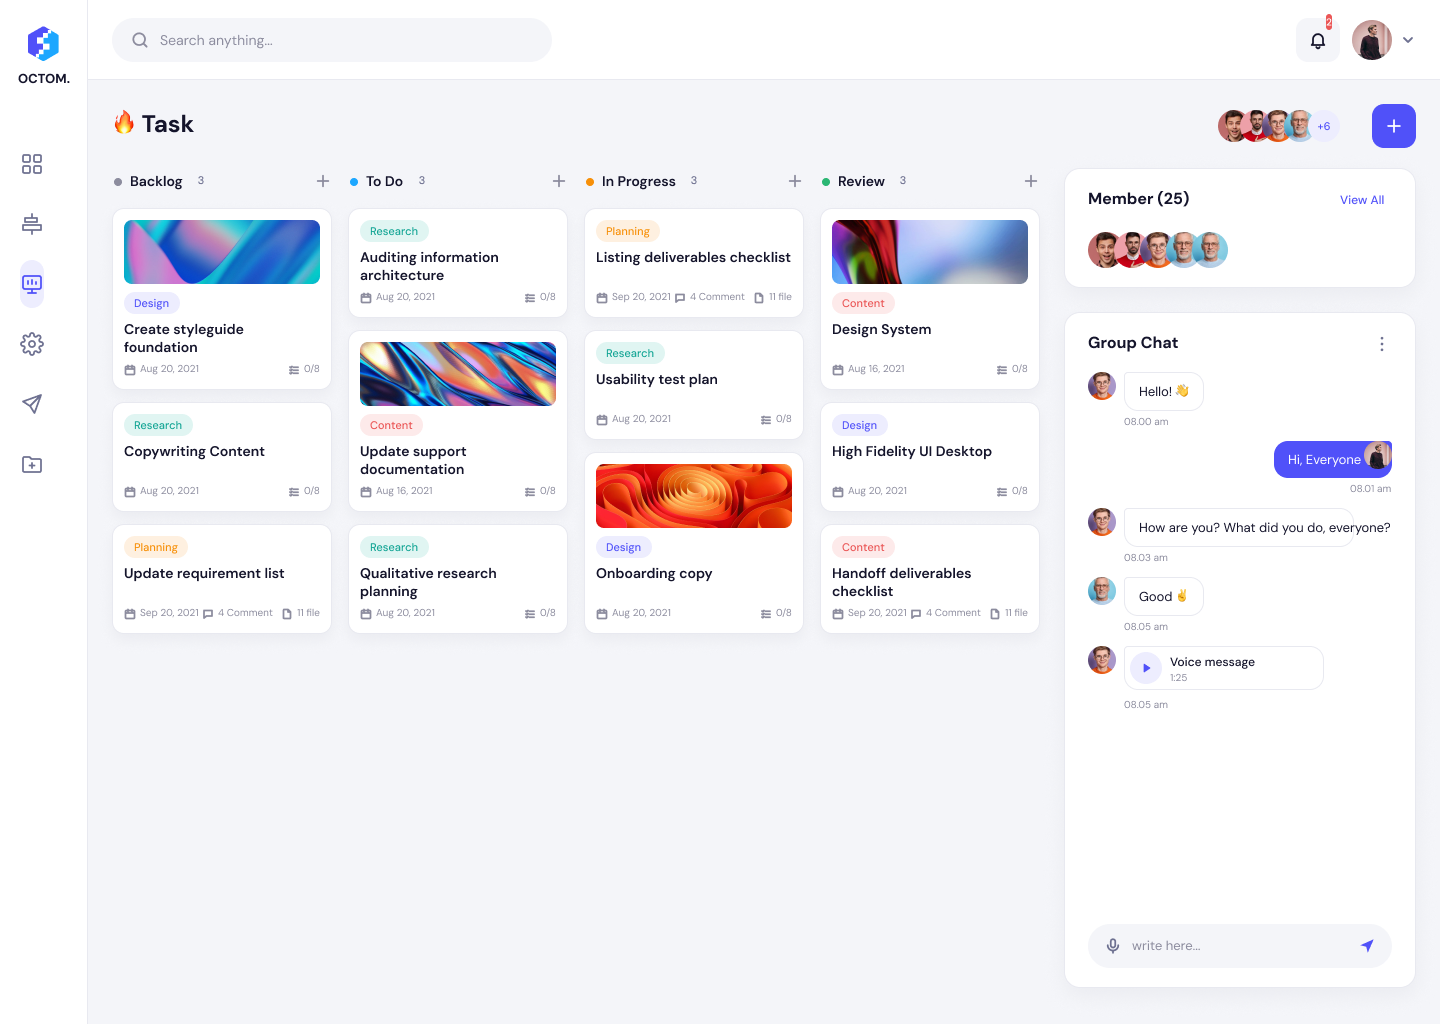 OCTOM.
Search anything...
2
🔥 Task
+6
Backlog 3
Design
Create styleguide
foundation
Aug 20, 2021 0/8
Research
Copywriting Content
Aug 20, 2021 0/8
Planning
Update requirement list
Sep 20, 2021 4 Comment 11 file
To Do 3
Research
Auditing information
architecture
Aug 20, 2021 0/8
Content
Update support
documentation
Aug 16, 2021 0/8
Research
Qualitative research
planning
Aug 20, 2021 0/8
In Progress 3
Planning
Listing deliverables checklist
Sep 20, 2021 4 Comment 11 file
Research
Usability test plan
Aug 20, 2021 0/8
Design
Onboarding copy
Aug 20, 2021 0/8
Review 3
Content
Design System
Aug 16, 2021 0/8
Design
High Fidelity UI Desktop
Aug 20, 2021 0/8
Content
Handoff deliverables
checklist
Sep 20, 2021 4 Comment 11 file
Member (25)
View All
Group Chat
Hello! 👋
08.00 am
Hi, Everyone
08.01 am
How are you? What did you do, everyone?
08.03 am
Good ✌
08.05 am
Voice message
1:25
08.05 am
write here...